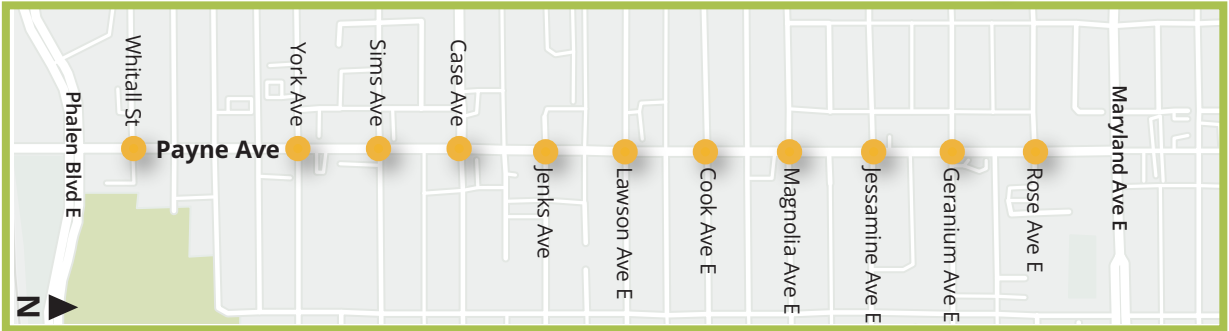 Phalen Blvd E
Whitall St
Payne Ave
York Ave
Sims Ave
Case Ave
Jenks Ave
Lawson Ave E
Cook Ave E
Magnolia Ave E
Jessamine Ave E
Geranium Ave E
Rose Ave E
Maryland Ave E
N